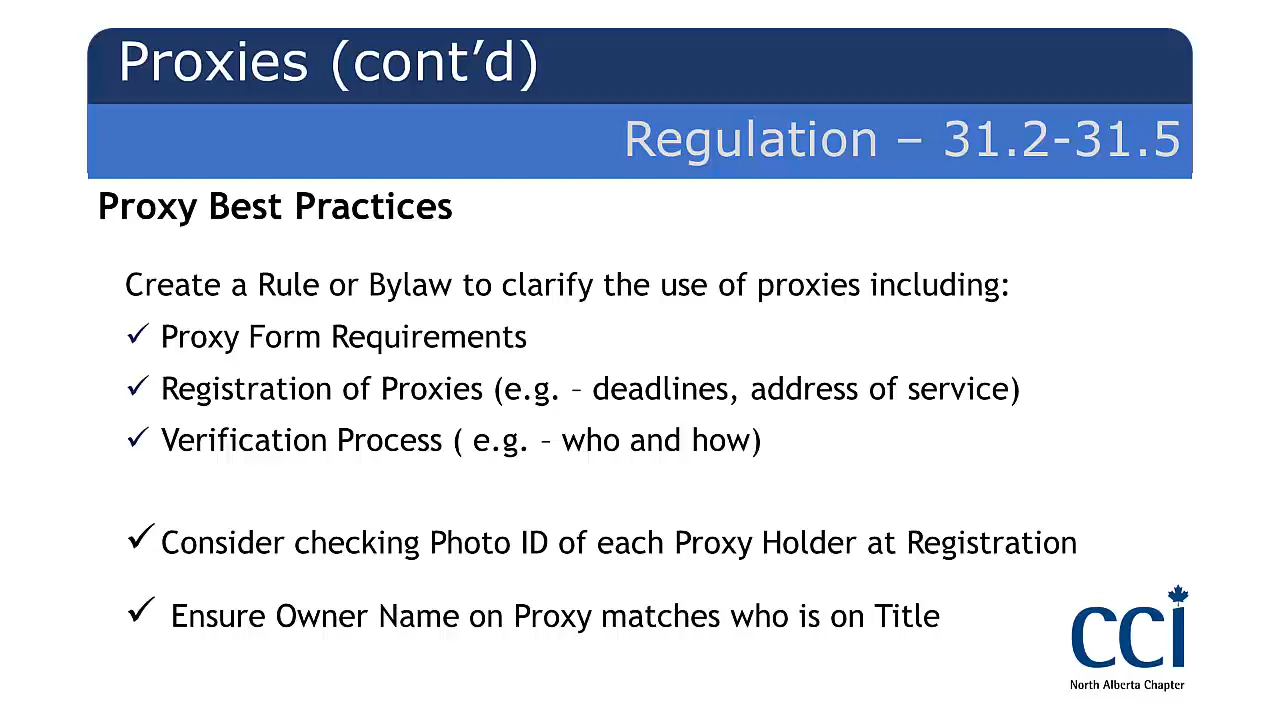 Proxies (cont’d)
Regulation – 31.2-31.5
Proxy Best Practices
Create a Rule or Bylaw to clarify the use of proxies including:
✓ Proxy Form Requirements
✓ Registration of Proxies (e.g. – deadlines, address of service)
✓ Verification Process ( e.g. – who and how)
✓ Consider checking Photo ID of each Proxy Holder at Registration
✓ Ensure Owner Name on Proxy matches who is on Title
CCI
North Alberta Chapter